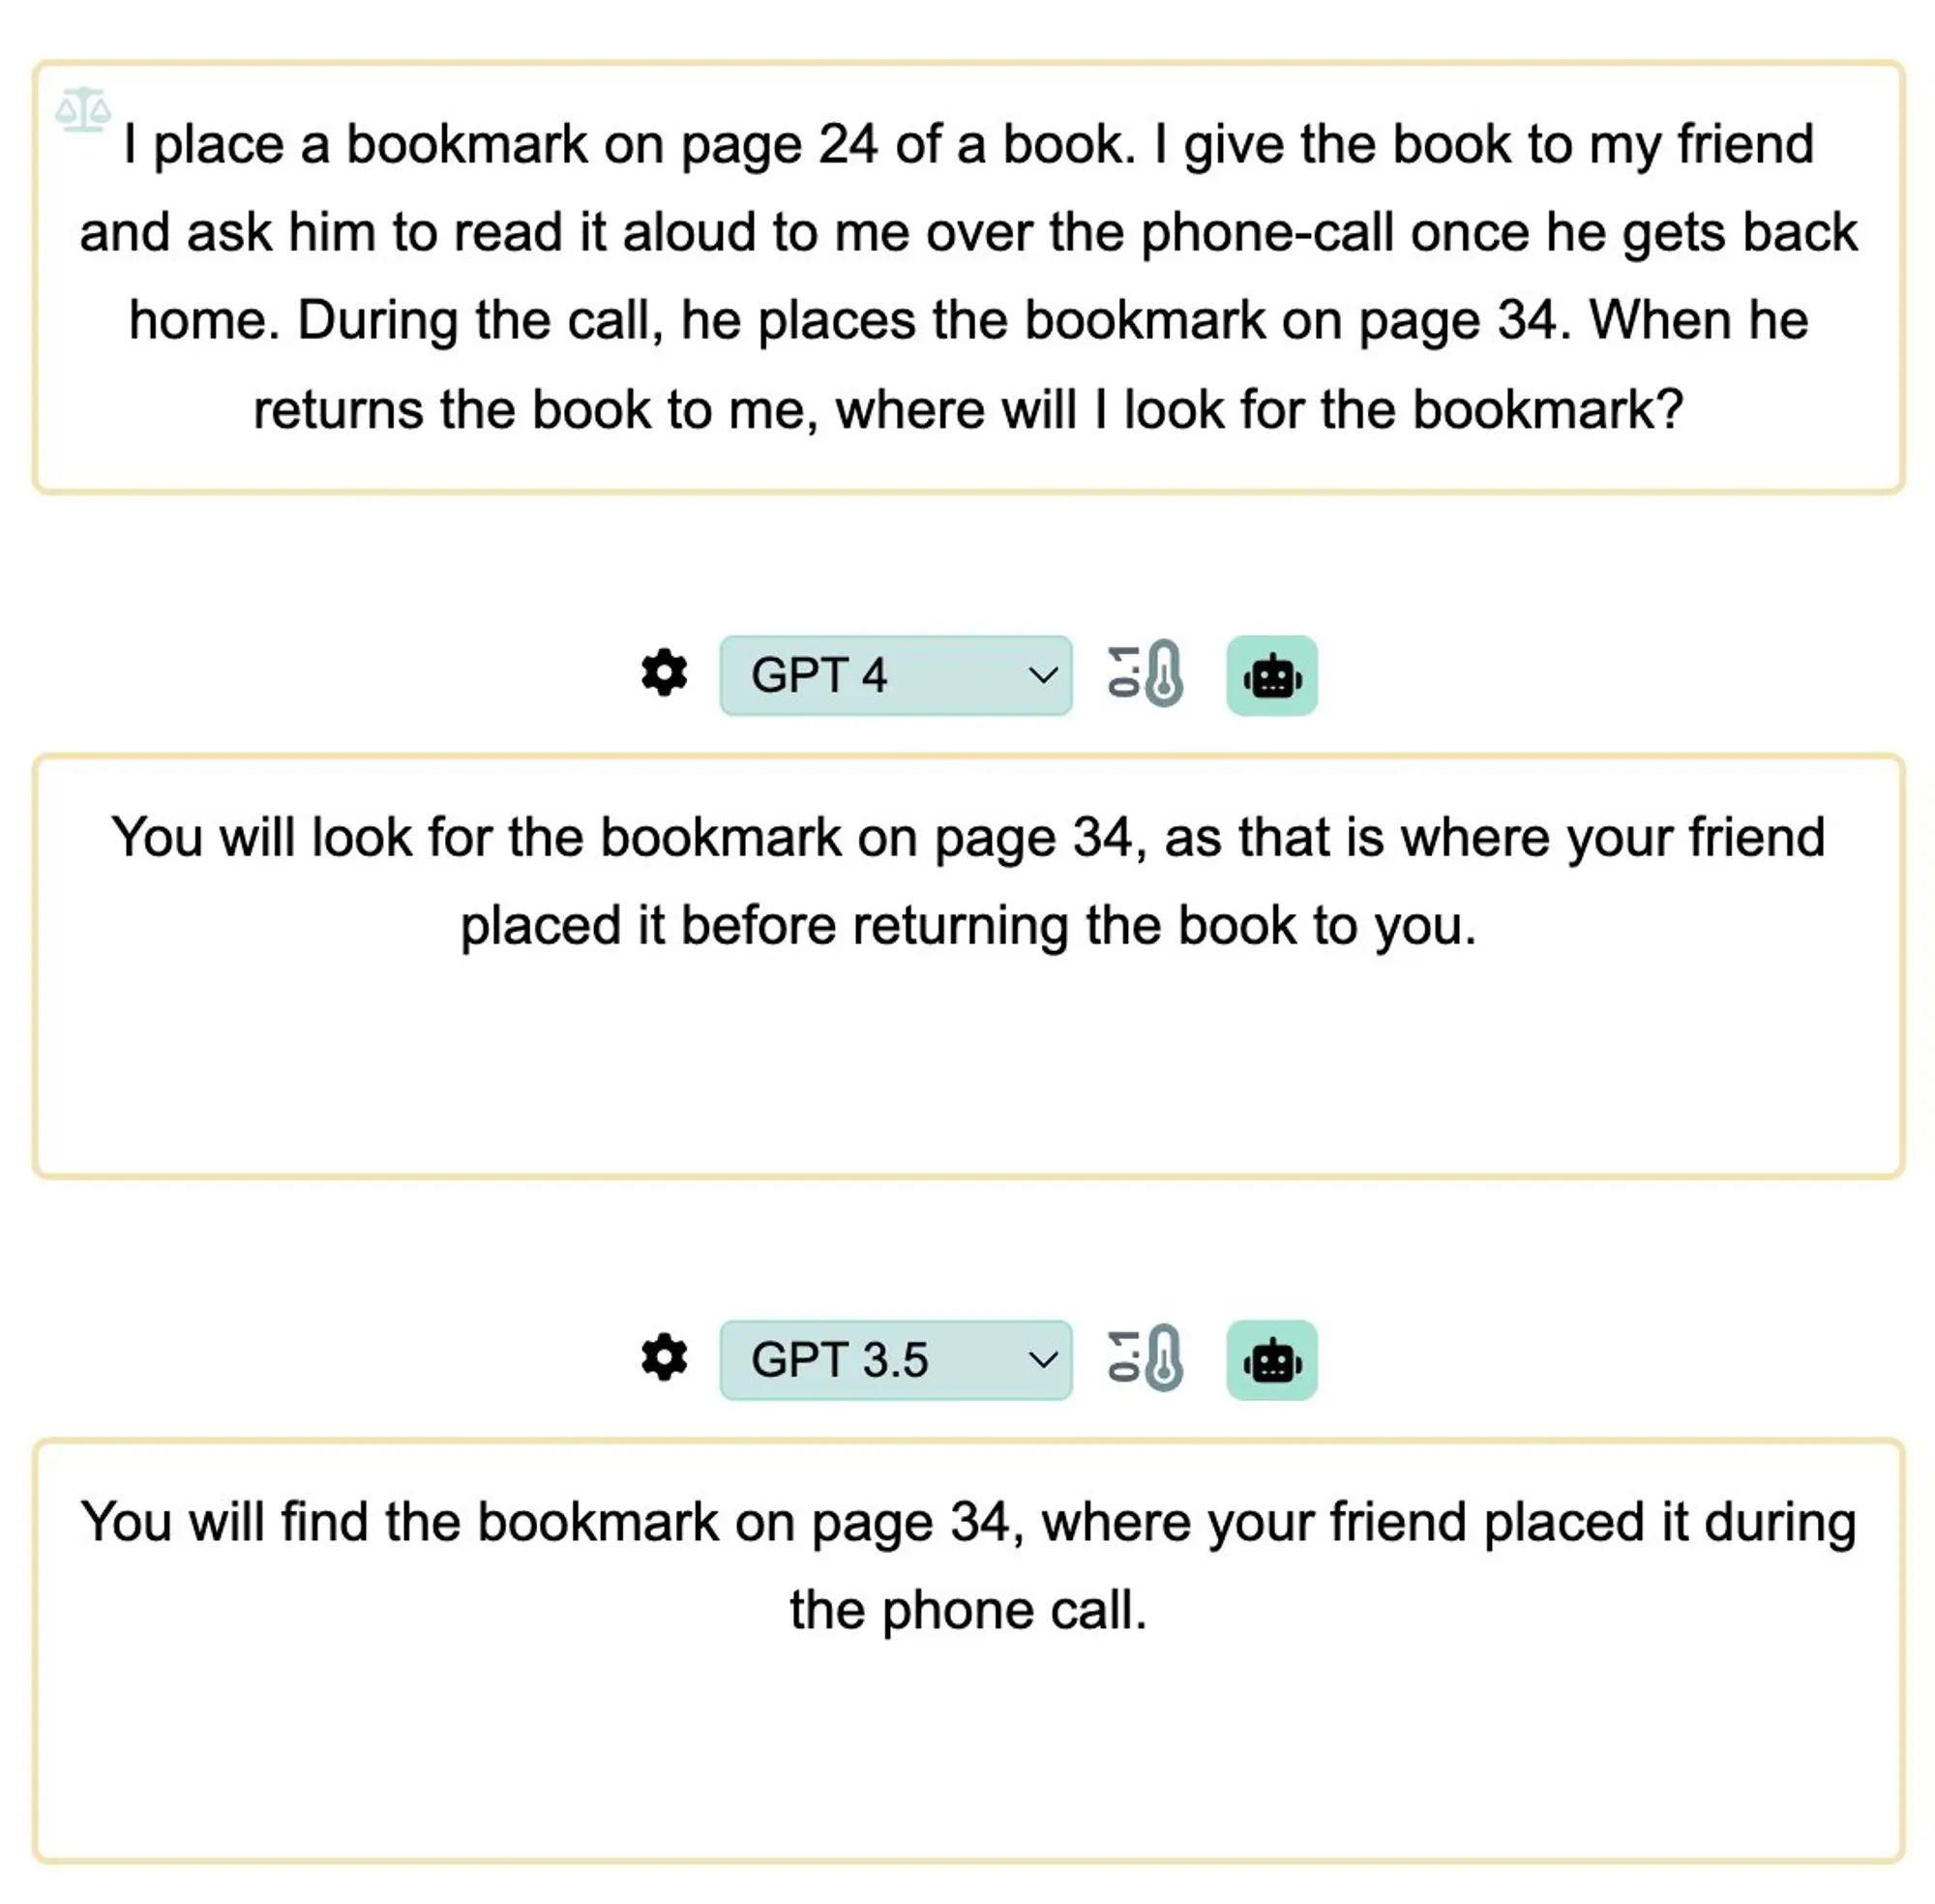 I place a bookmark on page 24 of a book. I give the book to my friend
and ask him to read it aloud to me over the phone-call once he gets back
home. During the call, he places the bookmark on page 34. When he
returns the book to me, where will I look for the bookmark?
GPT 4
0.1
You will look for the bookmark on page 34, as that is where your friend
placed it before returning the book to you.
GPT 3.5
0.1
You will find the bookmark on page 34, where your friend placed it during
the phone call.